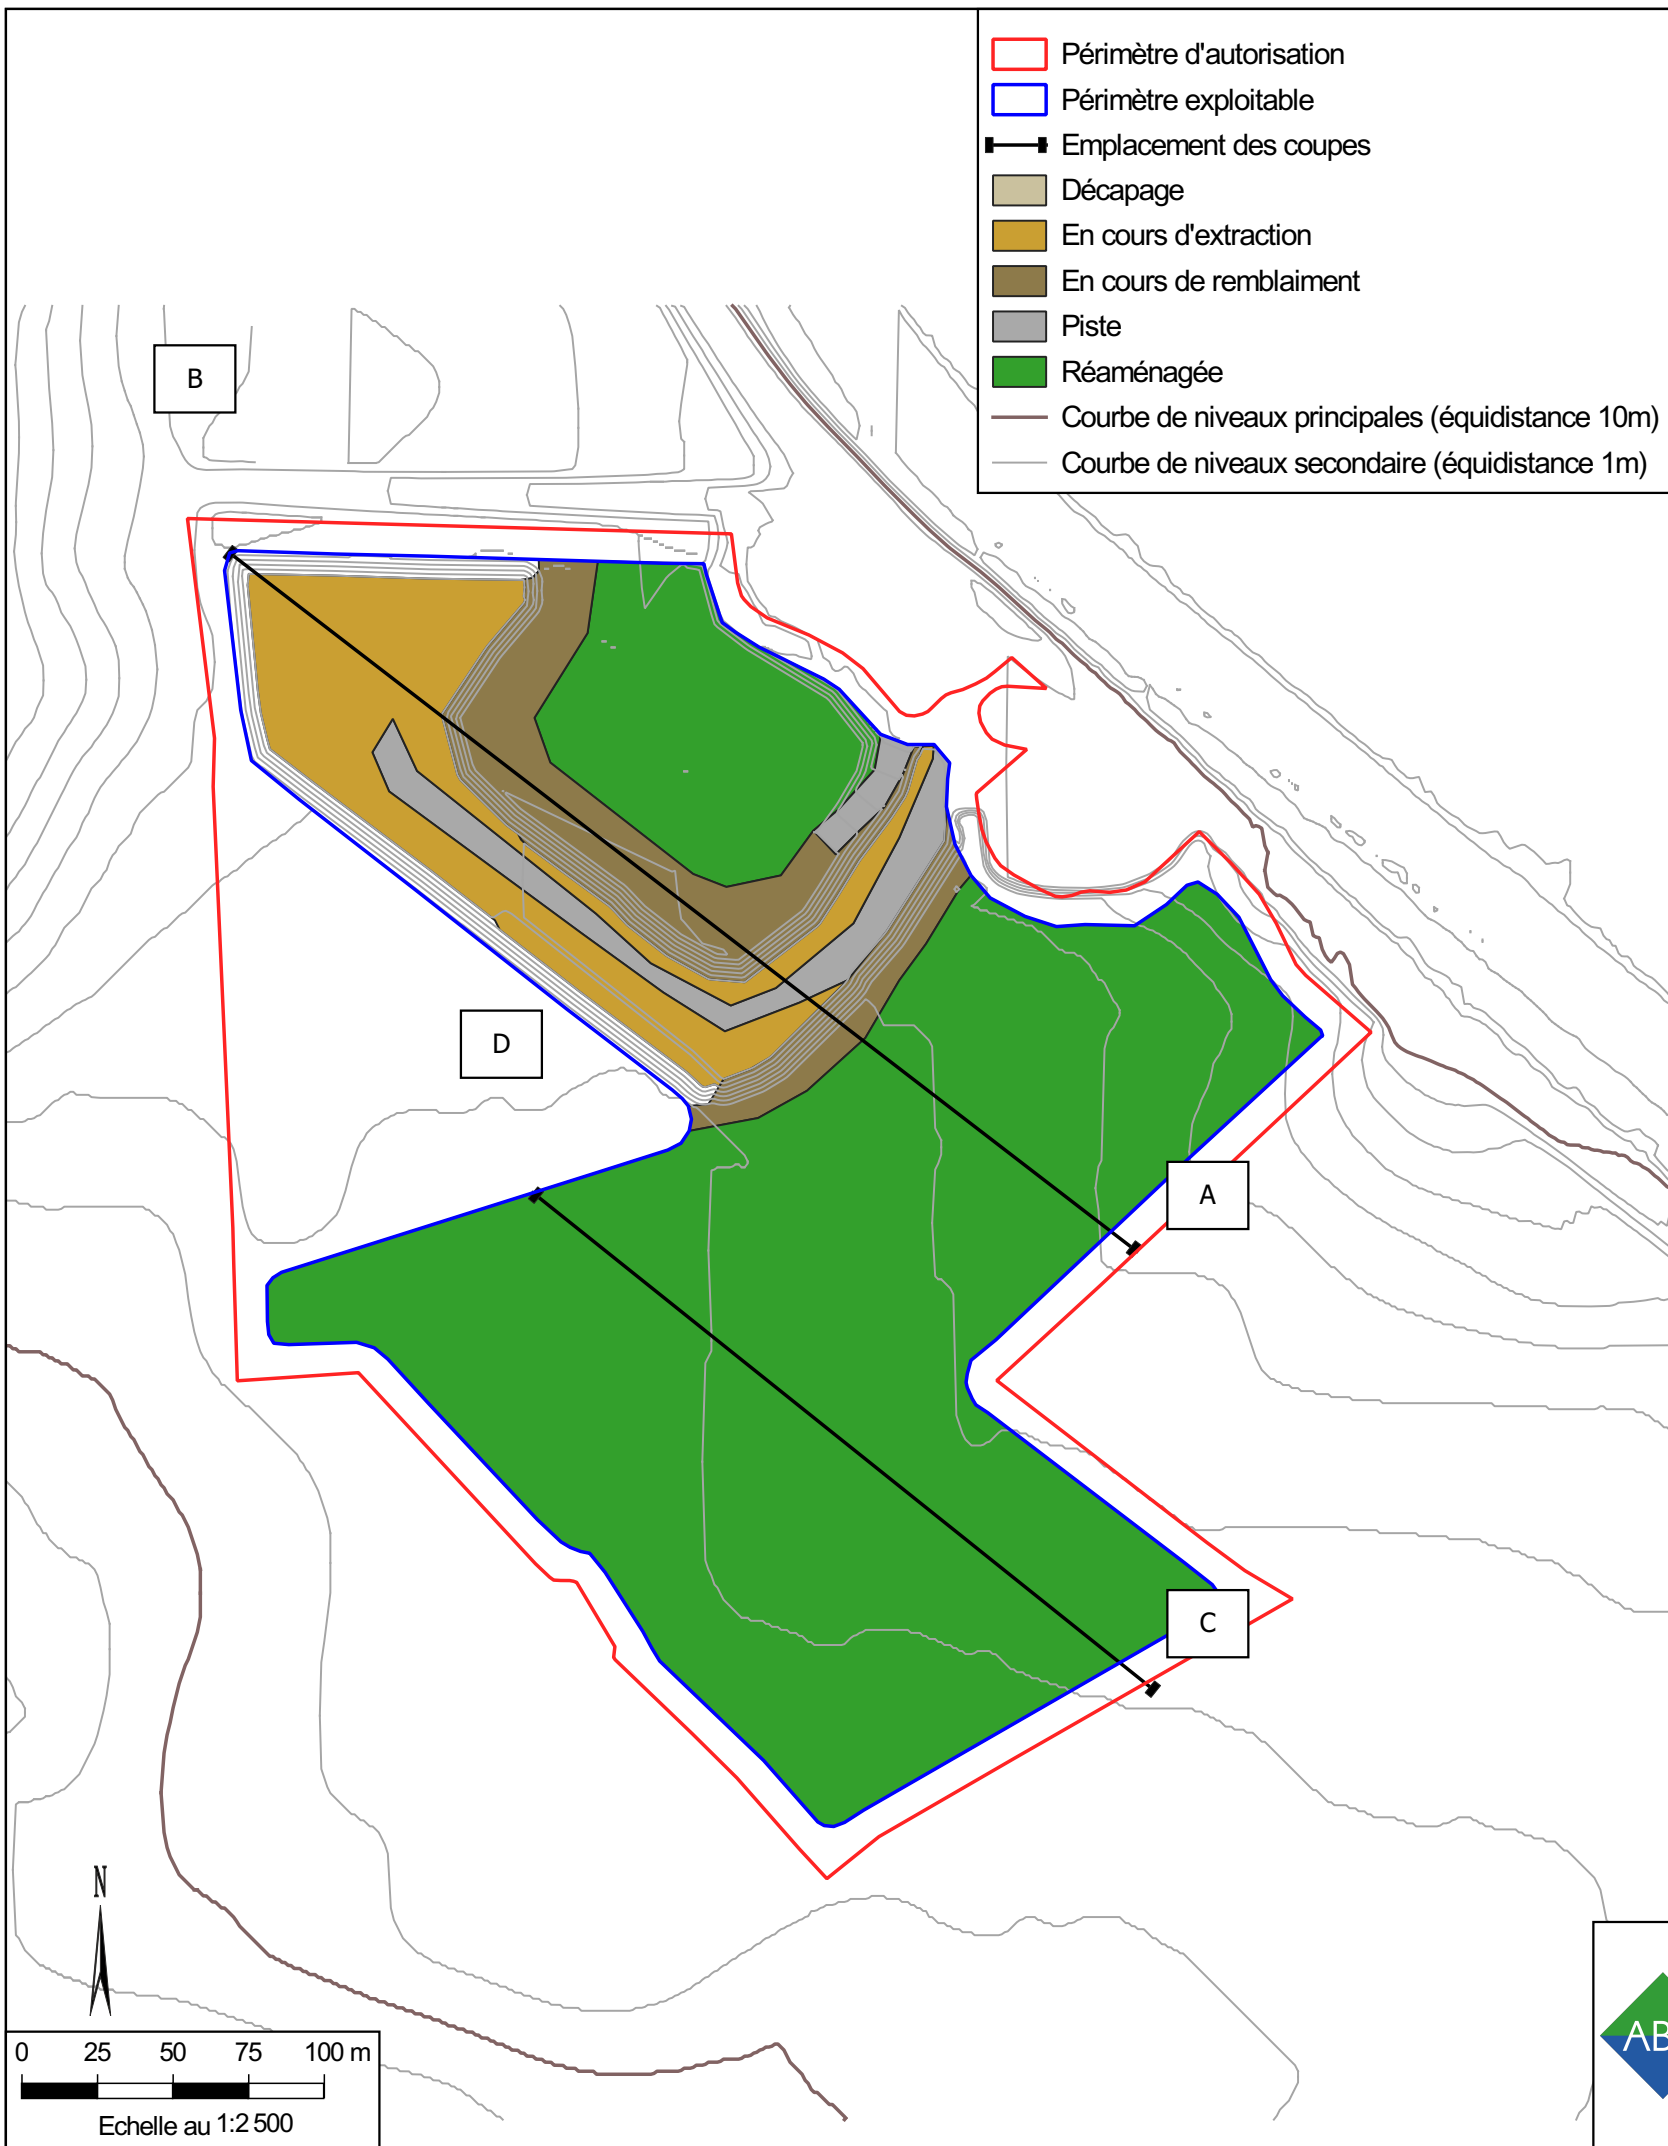 Périmètre d'autorisation
Périmètre exploitable
Emplacement des coupes
Décapage
En cours d'extraction
En cours de remblaiment
Piste
Réaménagée
Courbe de niveaux principales (équidistance 10m)
Courbe de niveaux secondaire (équidistance 1m)
B
D
A
C
N
0 25 50 75 100 m
Echelle au 1:2 500